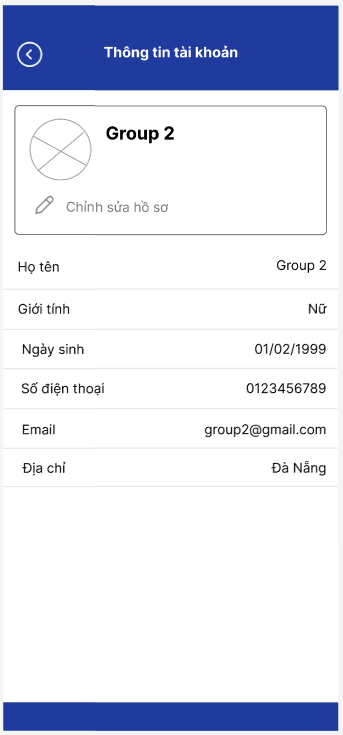 Thông tin tài khoản
Group 2
Chỉnh sửa hồ sơ
Họ tên Group 2
Giới tính Nữ
Ngày sinh 01/02/1999
Số điện thoại 0123456789
Email group2@gmail.com
Địa chỉ Đà Nẵng